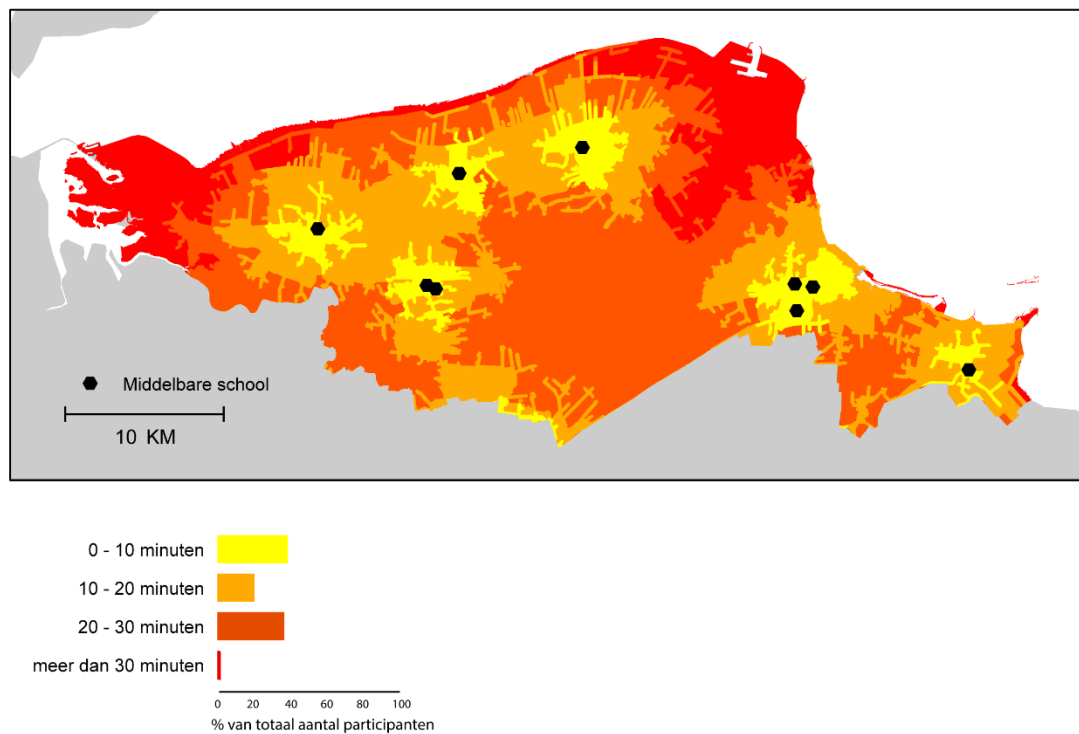 Middelbare school
10 KM
0 - 10 minuten
10 - 20 minuten
20 - 30 minuten
meer dan 30 minuten
0 20 40 60 80 100
% van totaal aantal participanten